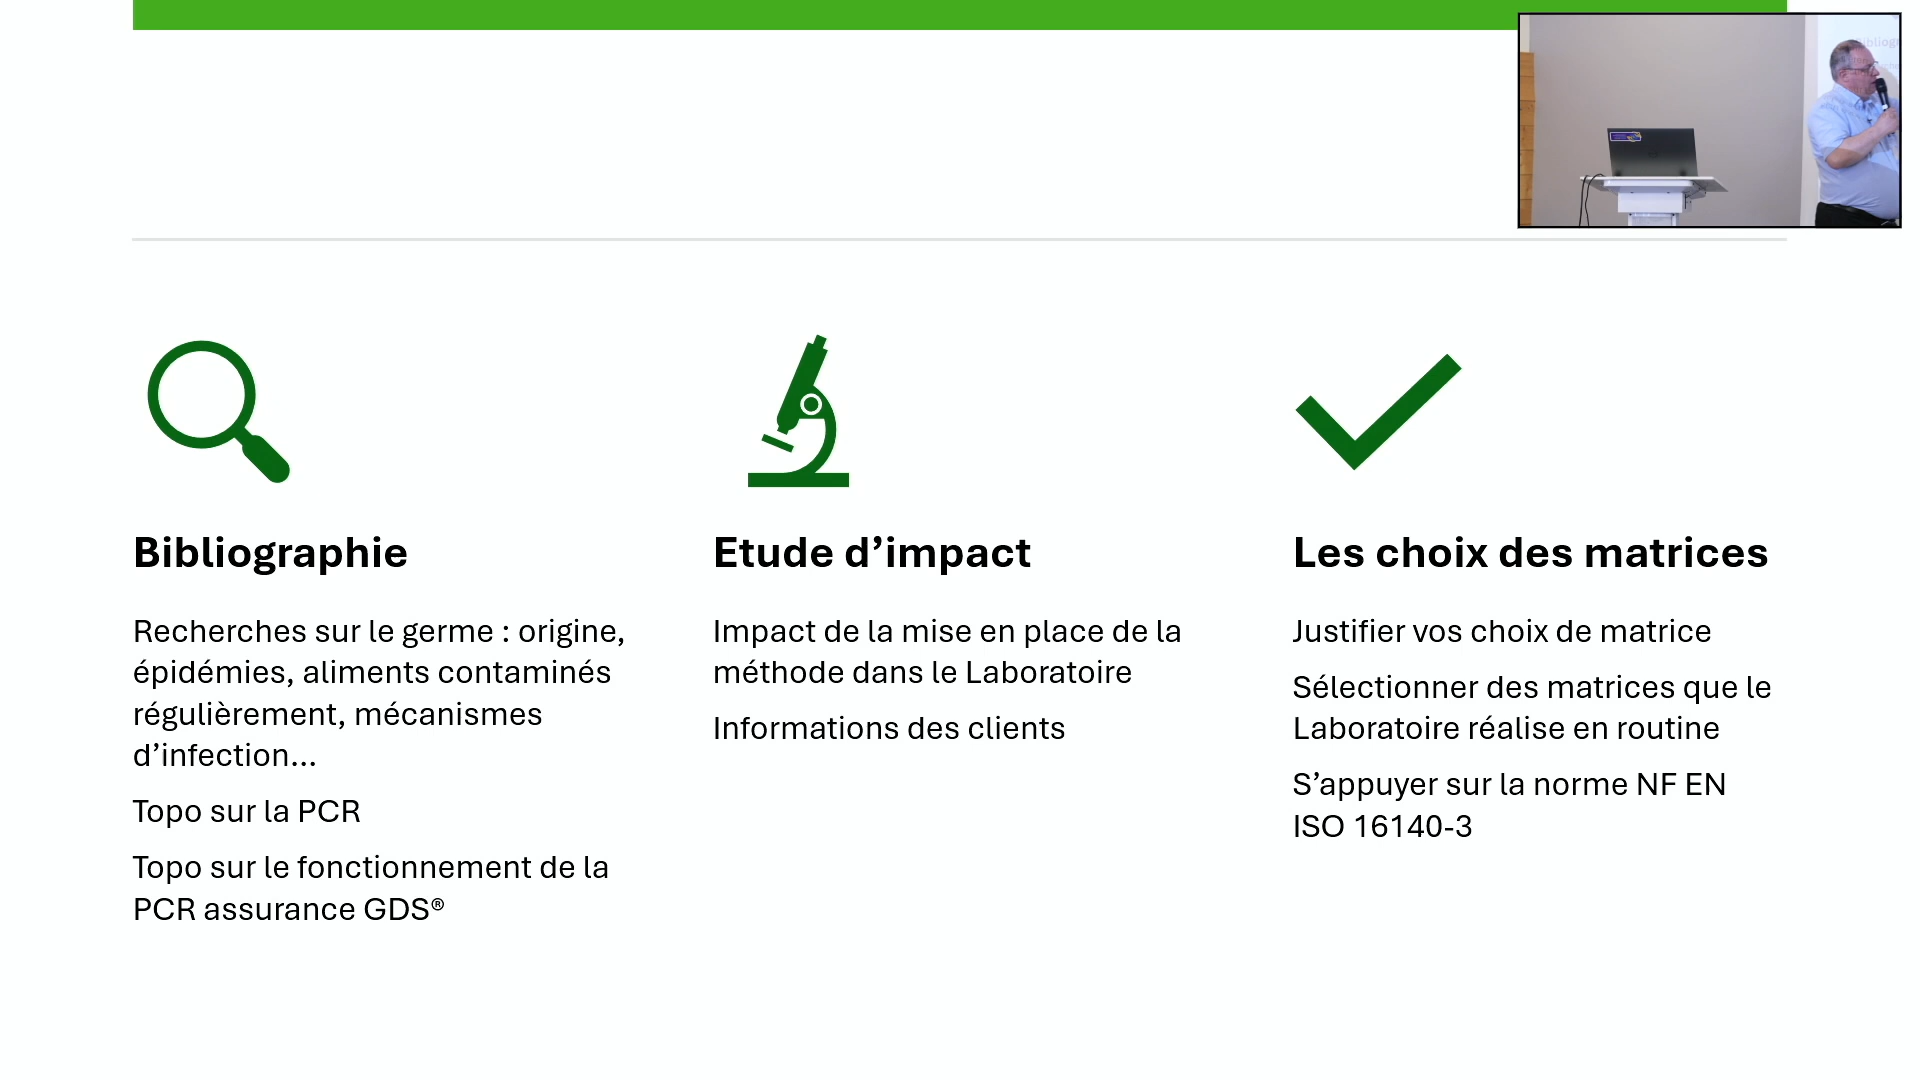 Bibliographie
Recherches sur le germe : origine,
épidémies, aliments contaminés
régulièrement, mécanismes
d’infection…
Topo sur la PCR
Topo sur le fonctionnement de la
PCR assurance GDS®
Etude d’impact
Impact de la mise en place de la
méthode dans le Laboratoire
Informations des clients
Les choix des matrices
Justifier vos choix de matrice
Sélectionner des matrices que le
Laboratoire réalise en routine
S’appuyer sur la norme NF EN
ISO 16140-3